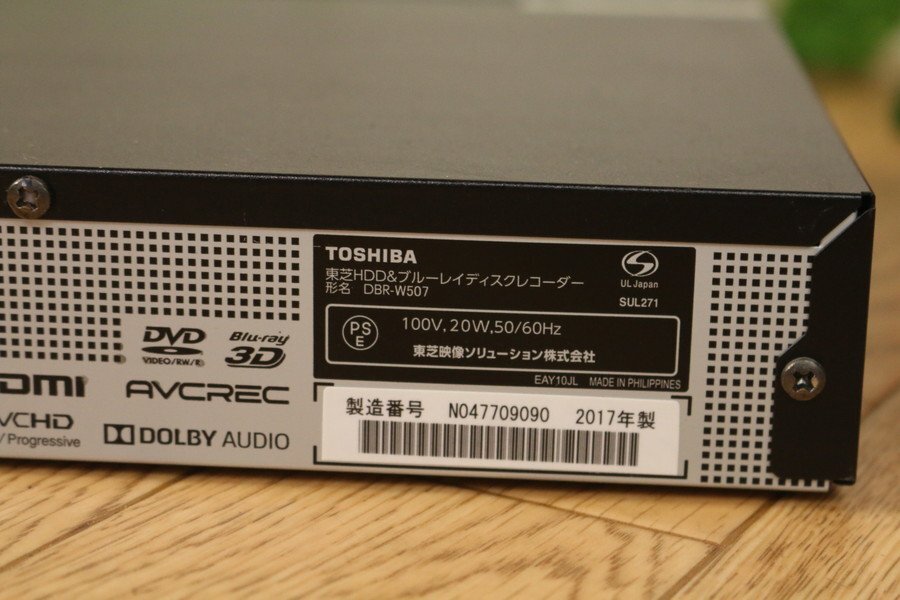 TOSHIBA
東芝HDD&ブルーレイディスクレコーダー
形名 DBR-W507
UL Japan
SUL271
PS
E
100V, 20W, 50/60Hz
東芝映像ソリューション株式会社
EAY10JL MADE IN PHILIPPINES
製造番号 N047709090 2017年製
DVD
VIDEO/RW/R
Blu-ray
3D
AVCREC
Progressive
DOLBY AUDIO